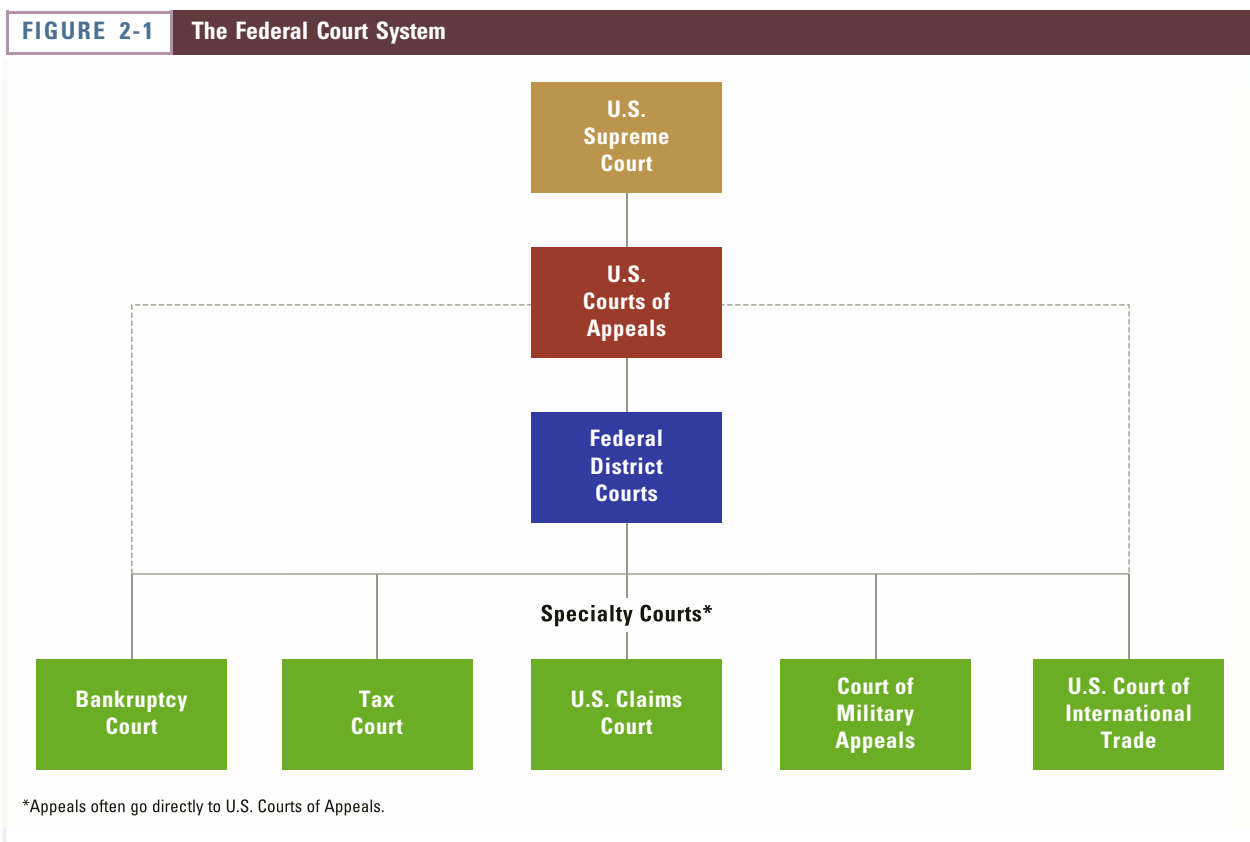 FIGURE 2-1 The Federal Court System
U.S.
Supreme
Court
U.S.
Courts of
Appeals
Federal
District
Courts
Specialty Courts*
Bankruptcy
Court
Tax
Court
U.S. Claims
Court
Court of
Military
Appeals
U.S. Court of
International
Trade
*Appeals often go directly to U.S. Courts of Appeals.